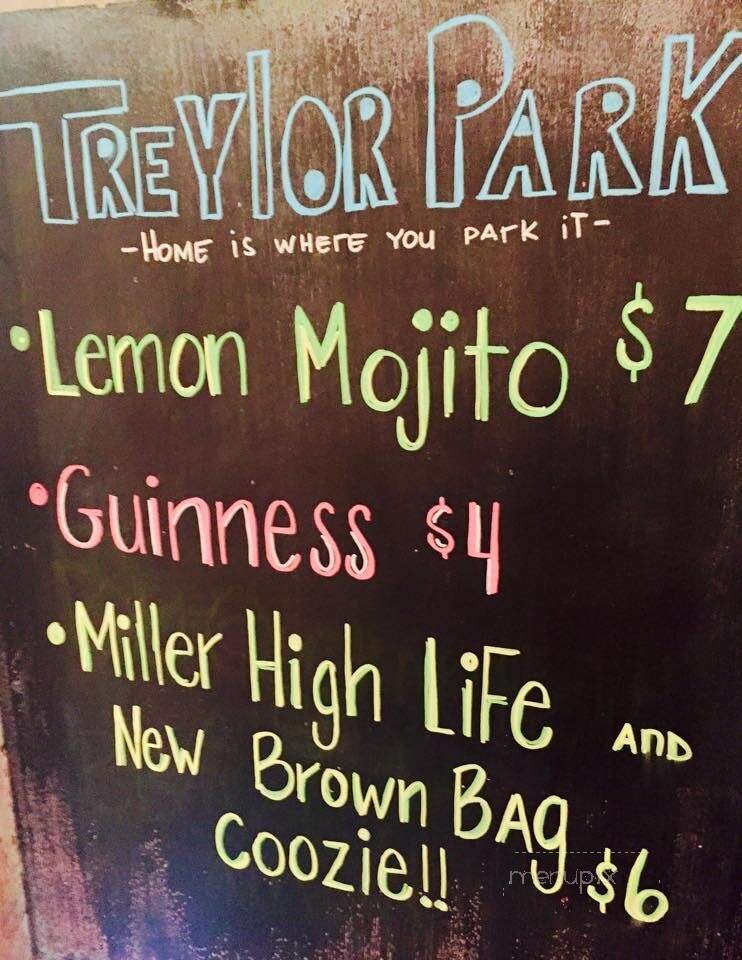 TREYlOR PARK
-HOME iS WHErE YOU PArK iT-
•Lemon Mojito $7
•Guinness $4
•Miller High LiFe AnD
New Brown BAg
Coozie!! $6
menupix